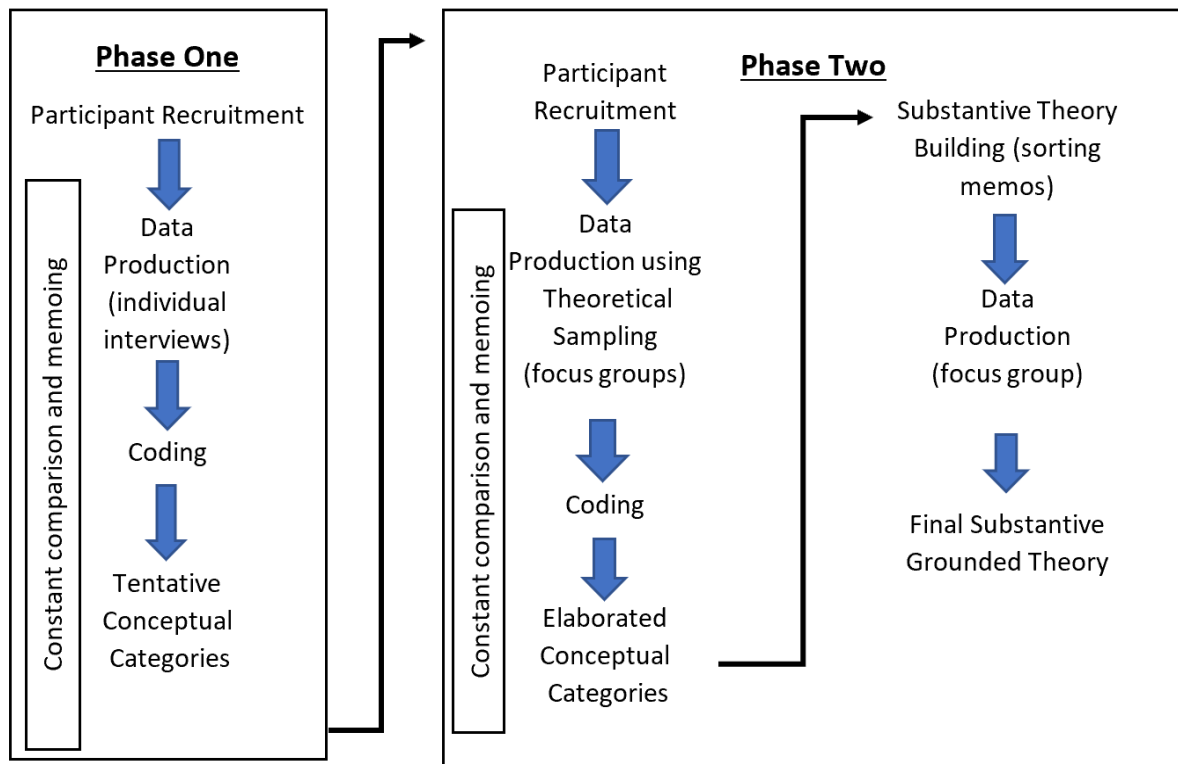 Phase One
Participant Recruitment
Constant comparison and memoing
Data
Production
(individual
interviews)
Coding
Tentative
Conceptual
Categories
Phase Two
Participant
Recruitment
Constant comparison and memoing
Data
Production using
Theoretical
Sampling
(focus groups)
Coding
Elaborated
Conceptual
Categories
Substantive Theory
Building (sorting
memos)
Data
Production
(focus group)
Final Substantive
Grounded Theory